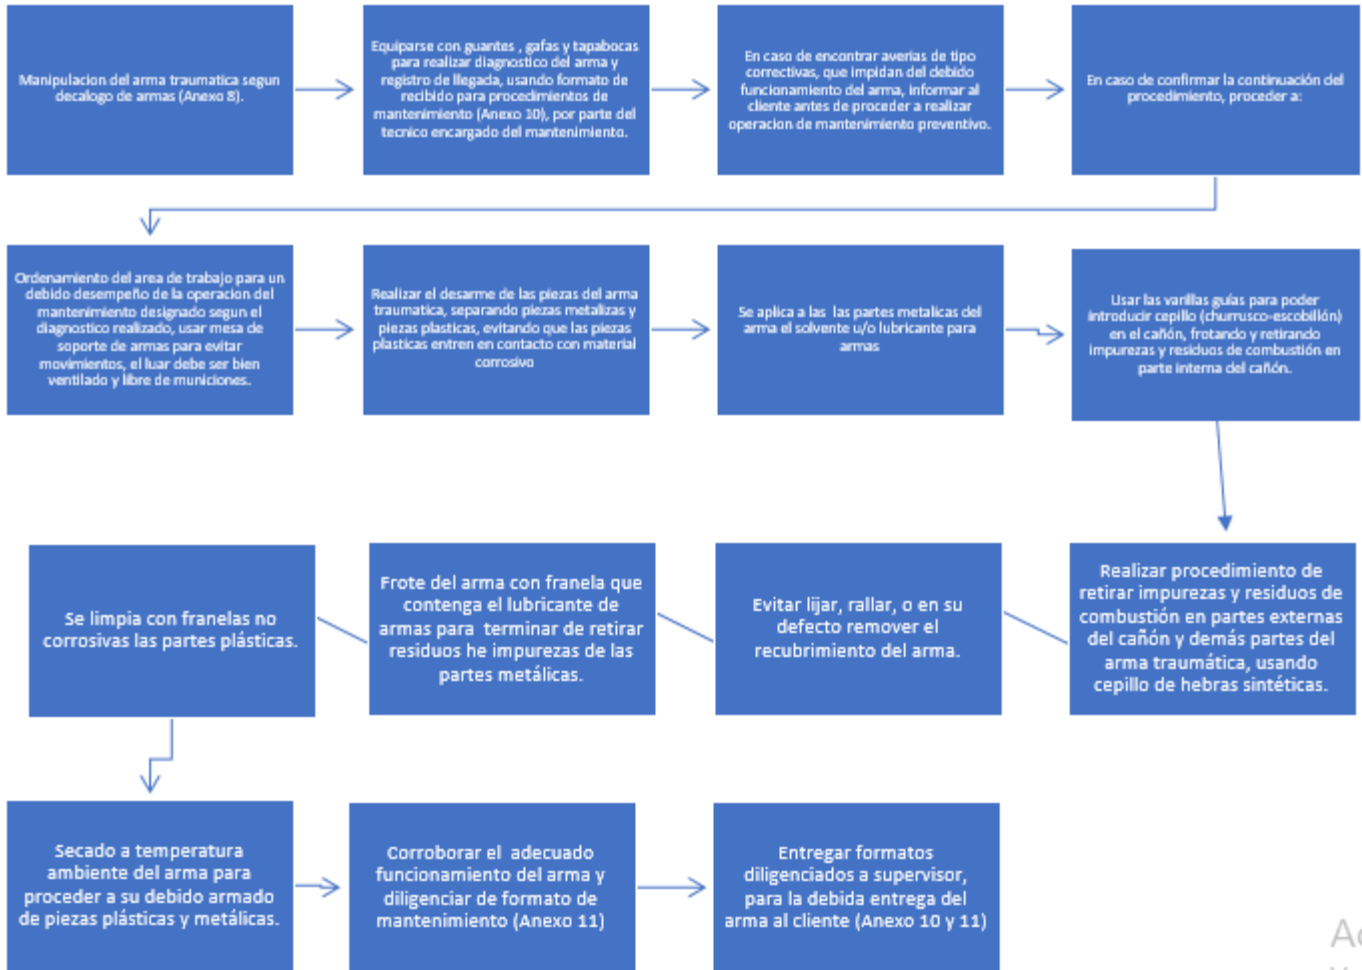 Manipulacion del arma traumatica segun
decalogo de armas (Anexo 8).
Equiparse con guantes , gafas y tapabocas
para realizar diagnostico del arma y
registro de llegada, usando formato de
recibido para procedimientos de
mantenimiento (Anexo 10), por parte del
tecnico encargado del mantenimiento.
En caso de encontrar averias de tipo
correctivas, que impidan del debido
funcionamiento del arma, informar al
cliente antes de proceder a realizar
operacion de mantenimiento preventivo.
En caso de confirmar la continuación del
procedimiento, proceder a:
Ordenamiento del area de trabajo para un
debido desempeño de la operacion del
mantenimiento designado segun el
diagnostico realizado, usar mesa de
soporte de armas para evitar
movimientos, el luar debe ser bien
ventilado y libre de municiones.
Realizar el desarme de las piezas del arma
traumatica, separando piezas metalizas y
piezas plasticas, evitando que las piezas
plasticas entren en contacto con material
corrosivo
Se aplica a las las partes metalicas del
arma el solvente u/o lubricante para
armas
Usar las varillas guías para poder
introducir cepillo (churrusco-escobillón)
en el cañón, frotando y retirando
impurezas y residuos de combustión en
parte interna del cañón.
Realizar procedimiento de
retirar impurezas y residuos de
combustión en partes externas
del cañón y demás partes del
arma traumática, usando
cepillo de hebras sintéticas.
Evitar lijar, rallar, o en su
defecto remover el
recubrimiento del arma.
Frote del arma con franela que
contenga el lubricante de
armas para terminar de retirar
residuos he impurezas de las
partes metálicas.
Se limpia con franelas no
corrosivas las partes plásticas.
Secado a temperatura
ambiente del arma para
proceder a su debido armado
de piezas plásticas y metálicas.
Corroborar el adecuado
funcionamiento del arma y
diligenciar de formato de
mantenimiento (Anexo 11)
Entregar formatos
diligenciados a supervisor,
para la debida entrega del
arma al cliente (Anexo 10 y 11)